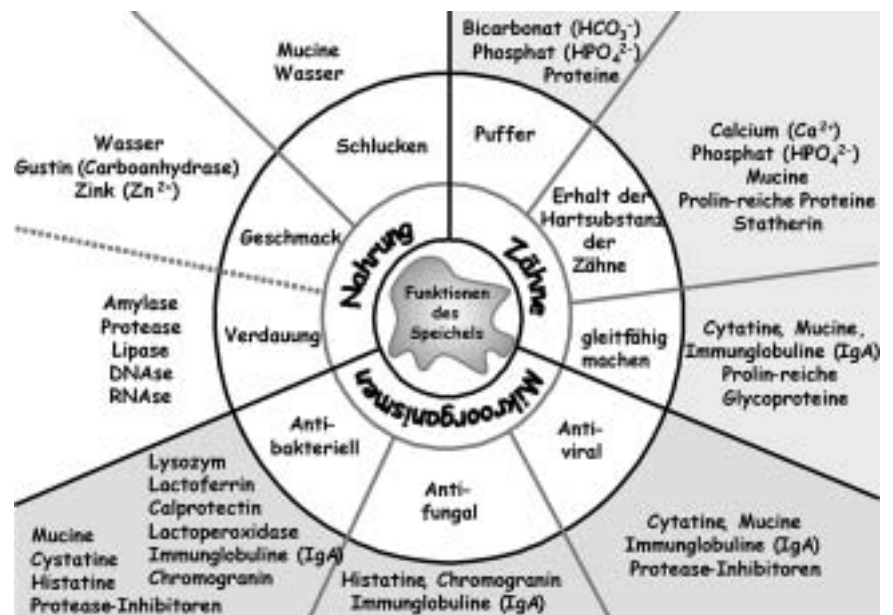 Funktionen
des
Speichels
Nahrung
Schlucken
Mucine
Wasser
Geschmack
Wasser
Gustin (Carboanhydrase)
Zink (Zn²⁺)
Verdauung
Amylase
Protease
Lipase
DNAse
RNAse
Zähne
Puffer
Bicarbonat (HCO₃⁻)
Phosphat (HPO₄²⁻)
Proteine
Erhalt der
Hartsubstanz
der
Zähne
Calcium (Ca²⁺)
Phosphat (HPO₄²⁻)
Mucine
Prolin-reiche Proteine
Statherin
gleitfähig
machen
Cytatine, Mucine,
Immunglobuline (IgA)
Prolin-reiche
Glycoproteine
Mikroorganismen
Anti-
viral
Cytatine, Mucine
Immunglobuline (IgA)
Protease-Inhibitoren
Anti-
fungal
Histatine, Chromogranin
Immunglobuline (IgA)
Anti-
bakteriell
Lysozym
Lactoferrin
Calprotectin
Lactoperoxidase
Immunglobuline (IgA)
Chromogranin
Mucine
Cystatine
Histatine
Protease-Inhibitoren